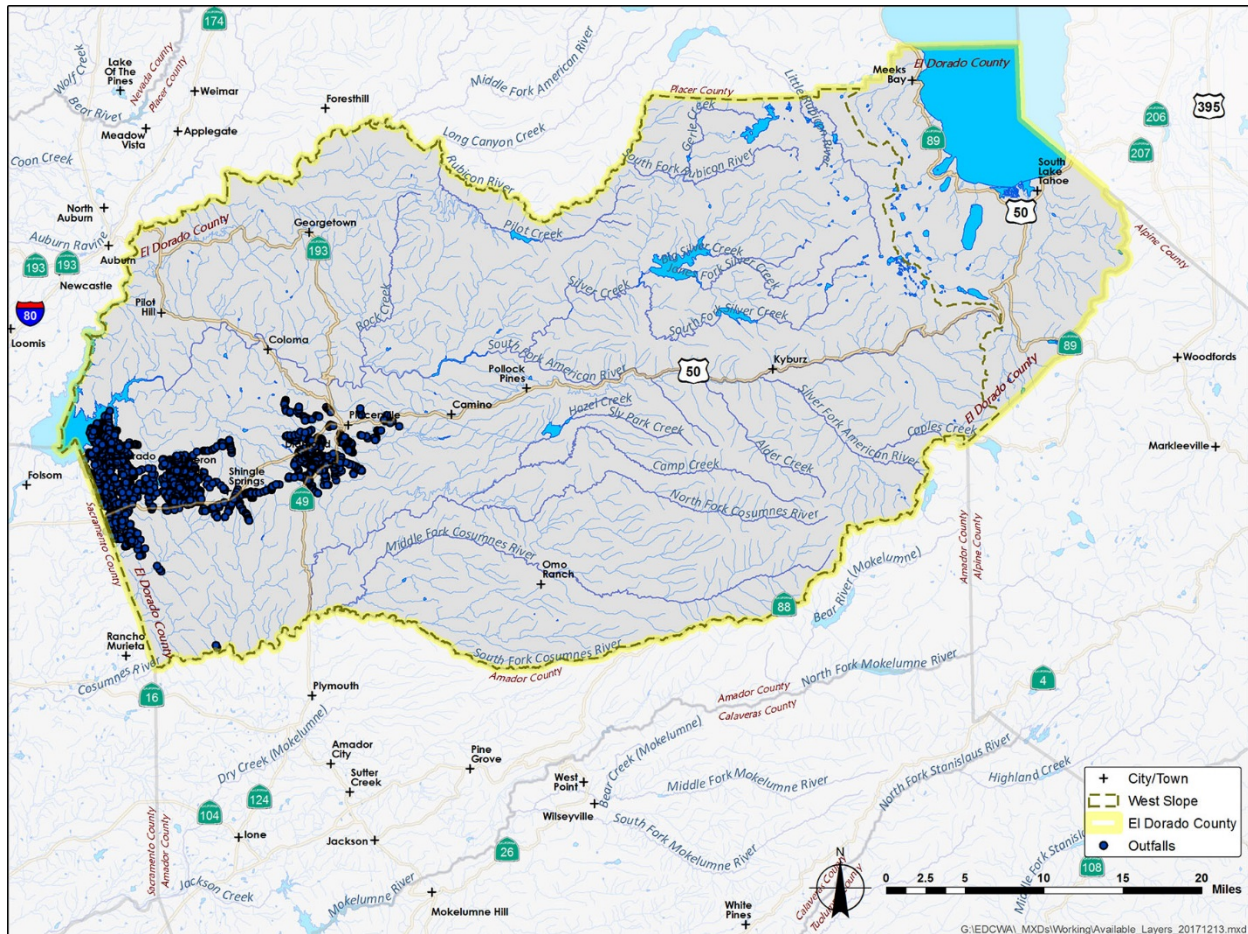 174
Lake
Of The
Pines
Weimar
Wolf Creek
Nevada County
Placer County
Bear River
Meadow
Vista
Applegate
Foresthill
Middle Fork American River
Long Canyon Creek
Coon Creek
North
Auburn
Auburn Ravine
Auburn
193
193
Newcastle
80
Loomis
El Dorado County
Georgetown
193
Rubicon River
Pilot Creek
Placer County
Gerle Creek
Little Rubicon River
South Fork Rubicon River
Meeks
Bay
El Dorado County
89
South
Lake
Tahoe
50
395
206
207
Alpine County
Pilot
Hill
Rock Creek
Silver Creek
Jones Fork Silver Creek
South Fork Silver Creek
Coloma
South Fork American River
Pollock
Pines
50
Kyburz
89
Woodfords
Camino
Hazel Creek
Sly Park Creek
Silver Fork American River
El Dorado County
Caples Creek
Alder Creek
Camp Creek
Markleeville
Folsom
Shingle
Springs
49
North Fork Cosumnes River
Sacramento County
El Dorado County
Middle Fork Cosumnes River
Omo
Ranch
Amador County
Alpine County
Bear River (Mokelumne)
88
Rancho
Murieta
Cosumnes River
South Fork Cosumnes River
Amador County
16
Plymouth
North Fork Mokelumne River
Amador County
Calaveras County
4
Dry Creek (Mokelumne)
Amador
City
Sutter
Creek
Pine
Grove
West
Point
Wilseyville
Bear Creek (Mokelumne)
Middle Fork Mokelumne River
North Fork Stanislaus River
Highland Creek
124
104
Ione
Jackson
26
South Fork Mokelumne River
Sacramento County
Amador County
Jackson Creek
Mokelumne River
Mokelumne Hill
White
Pines
Calaveras County
Tuolumne County
108
City/Town
West Slope
El Dorado County
Outfalls
N
0 2.5 5 10 15 20
Miles
G:\EDCWA\_MXDs\Working\Available_Layers_20171213.mxd